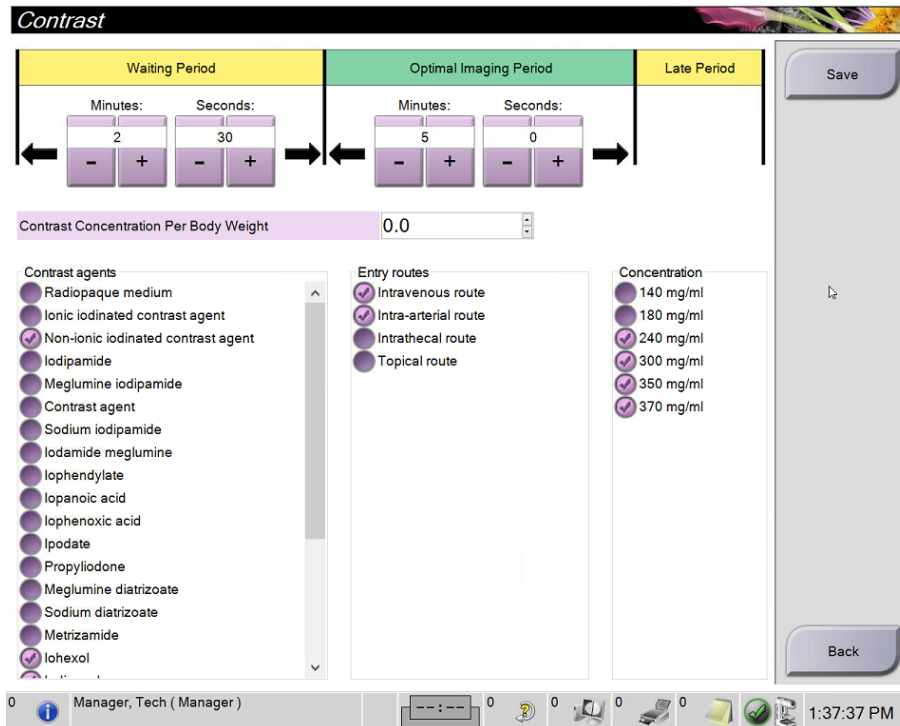 Contrast
Waiting Period
Optimal Imaging Period
Late Period
Save
Minutes: Seconds:
Minutes: Seconds:
2 30
5 0
- + - +
- + - +
Contrast Concentration Per Body Weight 0.0
Contrast agents
Radiopaque medium
Ionic iodinated contrast agent
Non-ionic iodinated contrast agent
Iodipamide
Meglumine iodipamide
Contrast agent
Sodium iodipamide
Iodamide meglumine
Iophendylate
Iopanoic acid
Iophenoxic acid
Ipodate
Propyliodone
Meglumine diatrizoate
Sodium diatrizoate
Metrizamide
Iohexol
Entry routes
Intravenous route
Intra-arterial route
Intrathecal route
Topical route
Concentration
140 mg/ml
180 mg/ml
240 mg/ml
300 mg/ml
350 mg/ml
370 mg/ml
Back
0 Manager, Tech ( Manager ) --:-- 0 0 0 0 1:37:37 PM